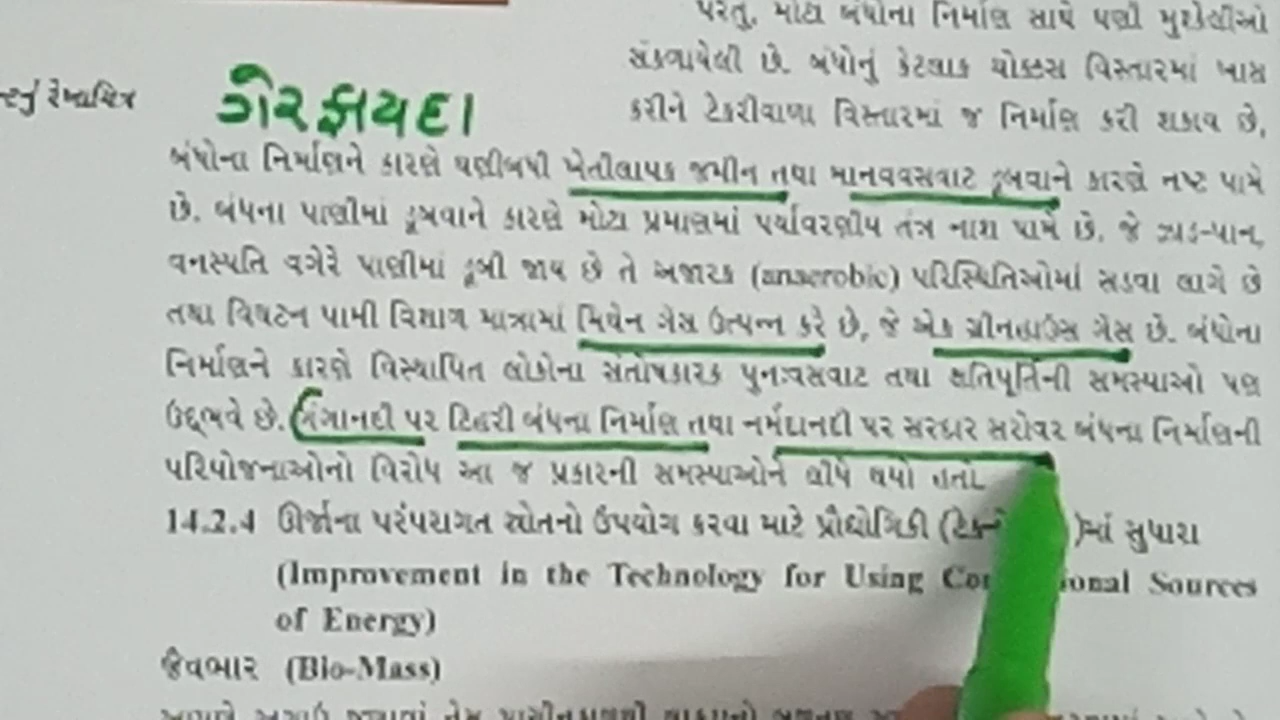 પરંતુ, મોટા બંધોના નિર્માણ સાથે ઘણી મુશ્કેલીઓ
સંકળાયેલી છે. બંધોનું કેટલાક ચોક્કસ વિસ્તારમાં ખાસ
રેખાચિત્ર ગેરફાયદા કરીને ટેકરીવાળા વિસ્તારમાં જ નિર્માણ કરી શકાય છે,
બંધોના નિર્માણને કારણે ઘણીબધી ખેતીલાયક જમીન તથા માનવવસવાટ ડૂબવાને કારણે નષ્ટ પામે
છે. બંધના પાણીમાં ડૂબવાને કારણે મોટા પ્રમાણમાં પર્યાવરણીય તંત્ર નાશ પામે છે. જે ઝાડ-પાન,
વનસ્પતિ વગેરે પાણીમાં ડૂબી જાય છે તે અજારક (anaerobic) પરિસ્થિતિઓમાં સડવા લાગે છે
તથા વિઘટન પામી વિશાળ માત્રામાં મિથેન ગેસ ઉત્પન્ન કરે છે, જે એક ગ્રીનહાઉસ ગેસ છે. બંધોના
નિર્માણને કારણે વિસ્થાપિત લોકોના સંતોષકારક પુનઃવસવાટ તથા ક્ષતિપૂર્તિની સમસ્યાઓ પણ
ઉદ્ભવે છે. ગંગાનદી પર ટિહરી બંધના નિર્માણ તથા નર્મદાનદી પર સરદાર સરોવર બંધના નિર્માણની
પરિયોજનાઓનો વિરોધ આ જ પ્રકારની સમસ્યાઓને લીધે થયો હતો.
14.2.4 ઊર્જાના પરંપરાગત સ્રોતનો ઉપયોગ કરવા માટે પ્રૌદ્યોગિકી માં સુધારા
(Improvement in the Technology for Using Sources
of Energy)
જૈવભાર (Bio-Mass)